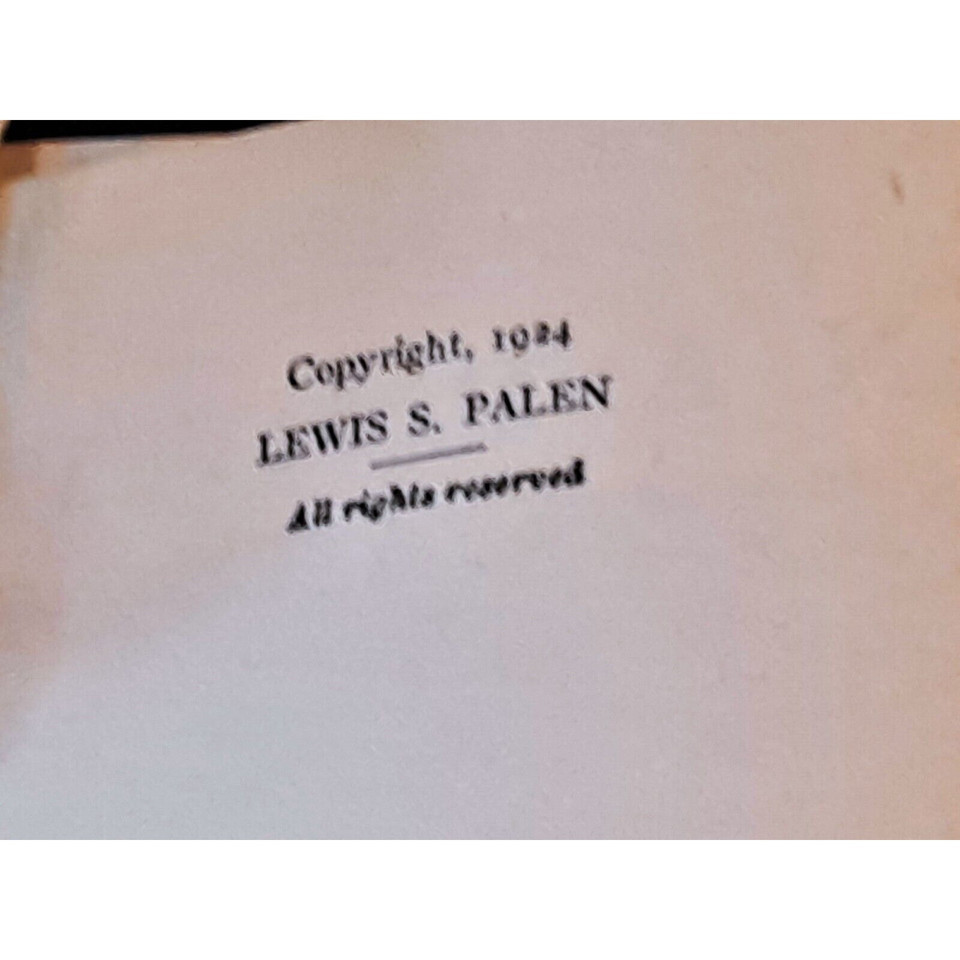 Copyright, 1924
LEWIS S. PALEN
All rights reserved